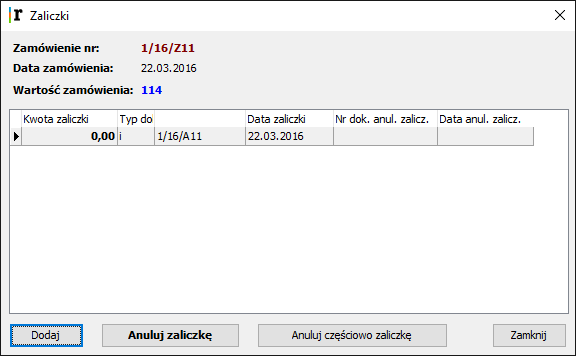 r Zaliczki
Zamówienie nr: 1/16/Z11
Data zamówienia: 22.03.2016
Wartość zamówienia: 114
Kwota zaliczki Typ do Data zaliczki Nr dok. anul. zalicz. Data anul. zalicz.
0,00 i 1/16/A11 22.03.2016
Dodaj Anuluj zaliczkę Anuluj częściowo zaliczkę Zamknij